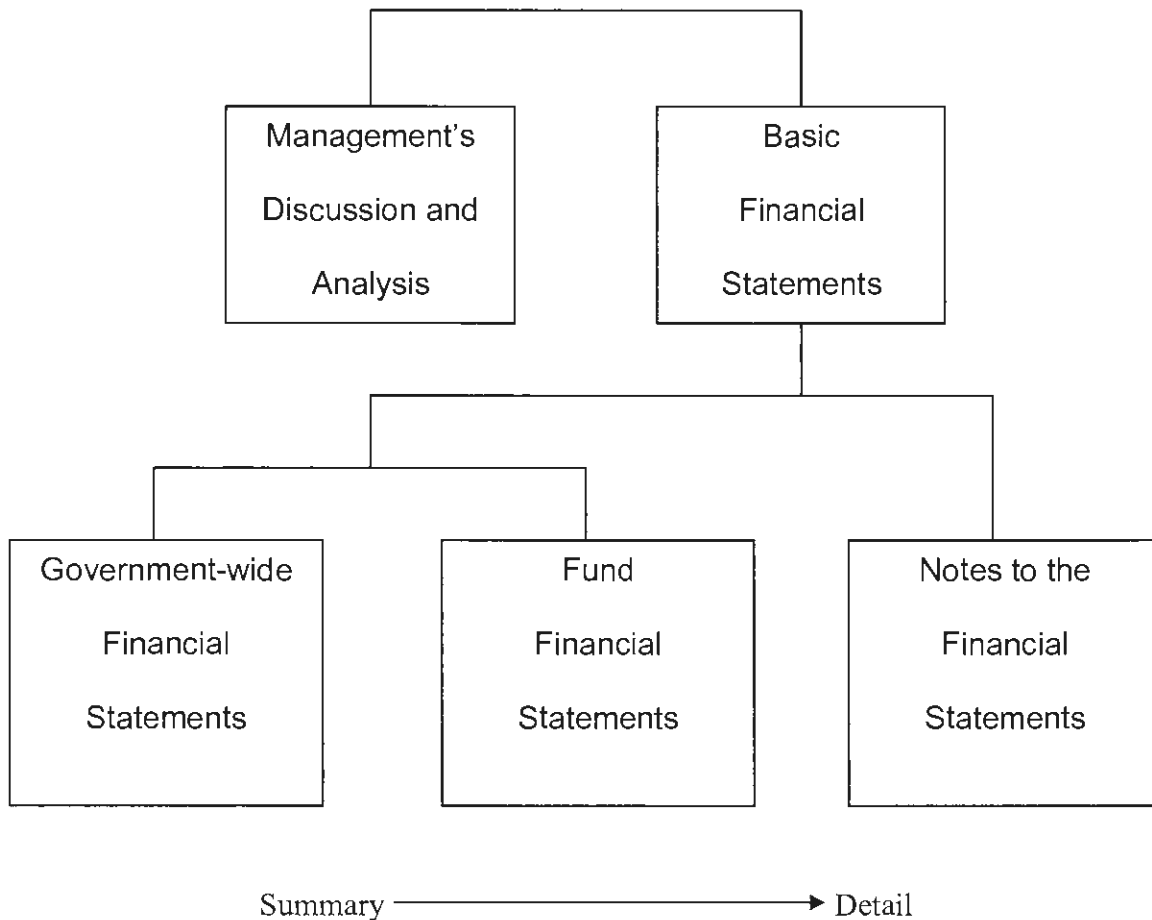 Management's
Discussion and
Analysis
Basic
Financial
Statements
Government-wide
Financial
Statements
Fund
Financial
Statements
Notes to the
Financial
Statements
Summary
Detail